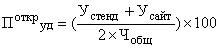 П^откр_уд = (У_стенд + У_сайт / 2 × Ч_общ) × 100